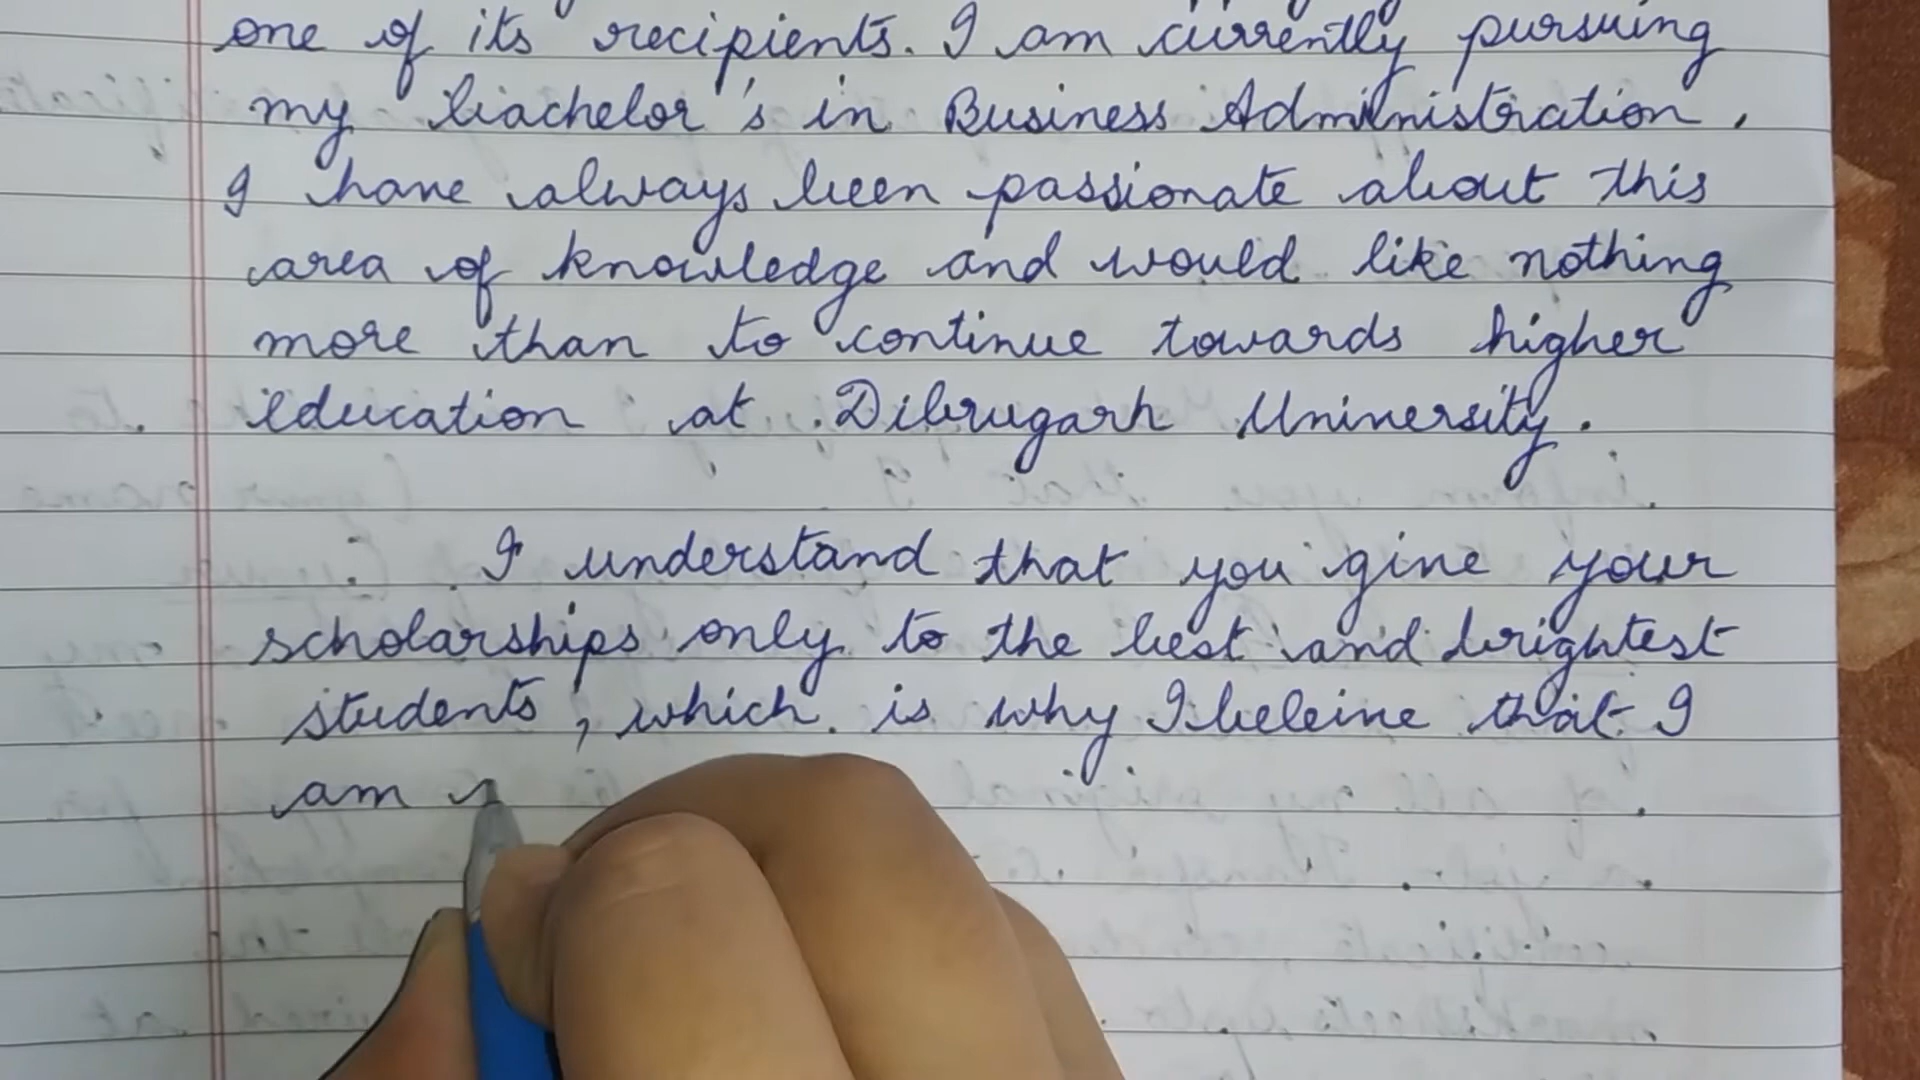 one of its recipients. I am currently pursuing
my bachelor's in Business Administration.
I have always been passionate about this
area of knowledge and would like nothing
more than to continue towards higher
education at Dibrugarh University.
I understand that you give your
scholarships only to the best and brightest
students, which is why I beleive that I
am